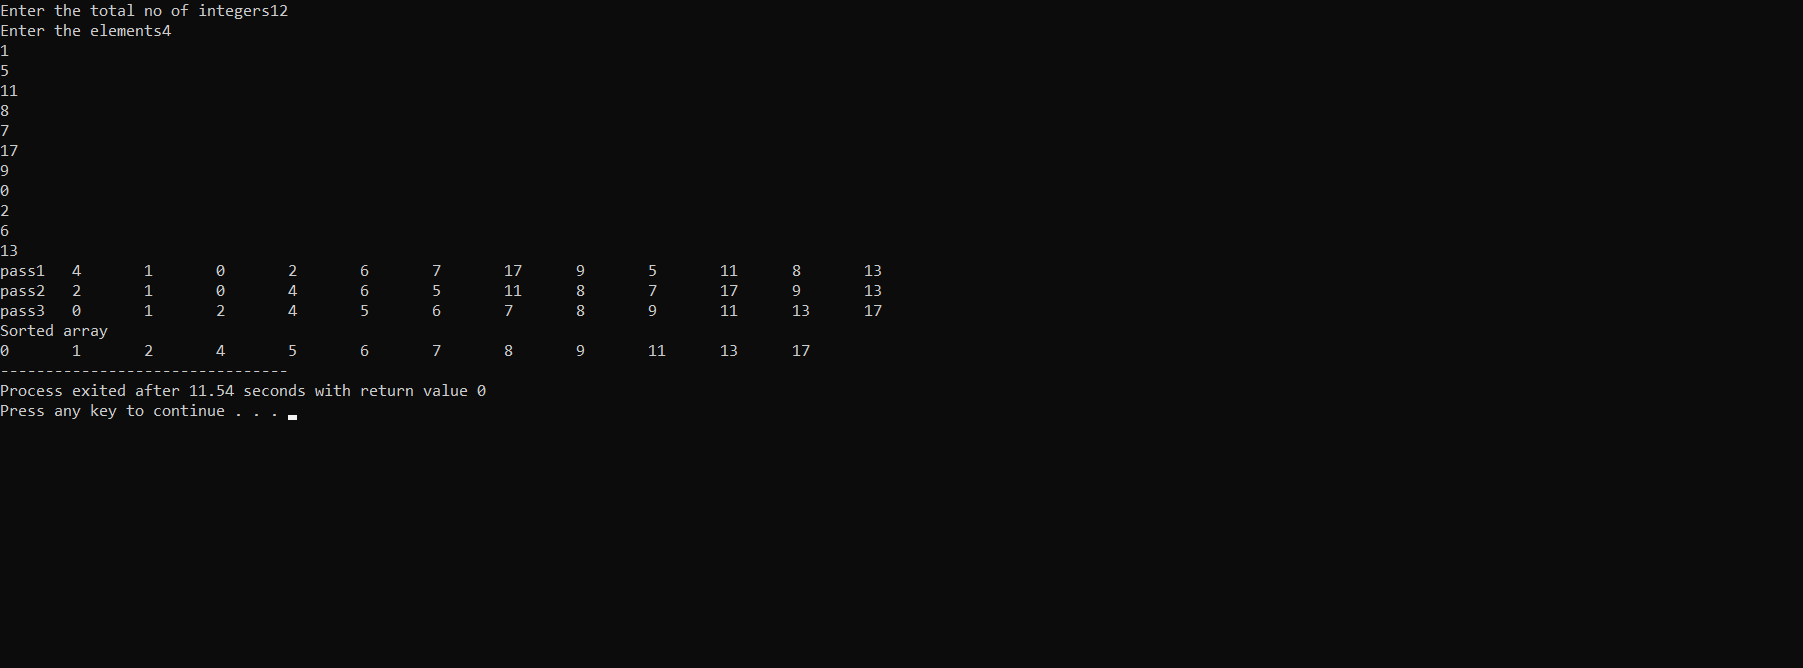 Enter the total no of integers12
Enter the elements4
1
5
11
8
7
17
9
0
2
6
13
pass1   4       1       0       2       6       7       17      9       5       11      8       13
pass2   2       1       0       4       6       5       11      8       7       17      9       13
pass3   0       1       2       4       5       6       7       8       9       11      13      17
Sorted array
0       1       2       4       5       6       7       8       9       11      13      17
--------------------------------
Process exited after 11.54 seconds with return value 0
Press any key to continue . . .